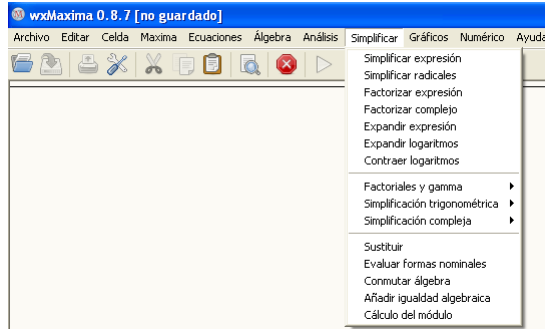 wxMaxima 0.8.7 [no guardado]
Archivo Editar Celda Maxima Ecuaciones Álgebra Análisis Simplificar Gráficos Numérico Ayuda
Simplificar expresión
Simplificar radicales
Factorizar expresión
Factorizar complejo
Expandir expresión
Expandir logaritmos
Contraer logaritmos
Factoriales y gamma
Simplificación trigonométrica
Simplificación compleja
Sustituir
Evaluar formas nominales
Conmutar álgebra
Añadir igualdad algebraica
Cálculo del módulo